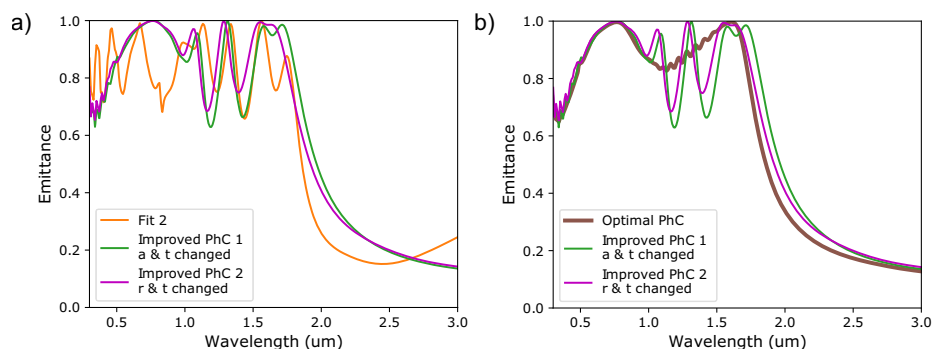 a)
Emittance
1.0
0.8
0.6
0.4
0.2
0.0
Fit 2
Improved PhC 1
a & t changed
Improved PhC 2
r & t changed
0.5 1.0 1.5 2.0 2.5 3.0
Wavelength (um)
b)
Emittance
1.0
0.8
0.6
0.4
0.2
0.0
Optimal PhC
Improved PhC 1
a & t changed
Improved PhC 2
r & t changed
0.5 1.0 1.5 2.0 2.5 3.0
Wavelength (um)